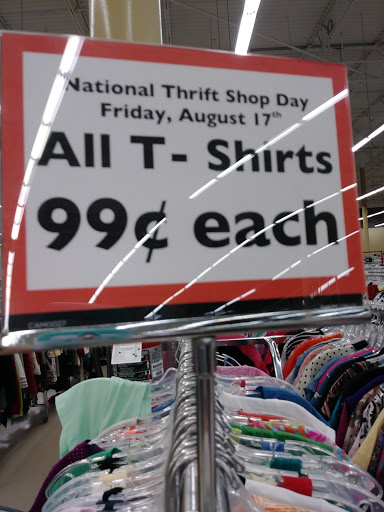 National Thrift Shop Day
Friday, August 17th
All T- Shirts
99¢ each